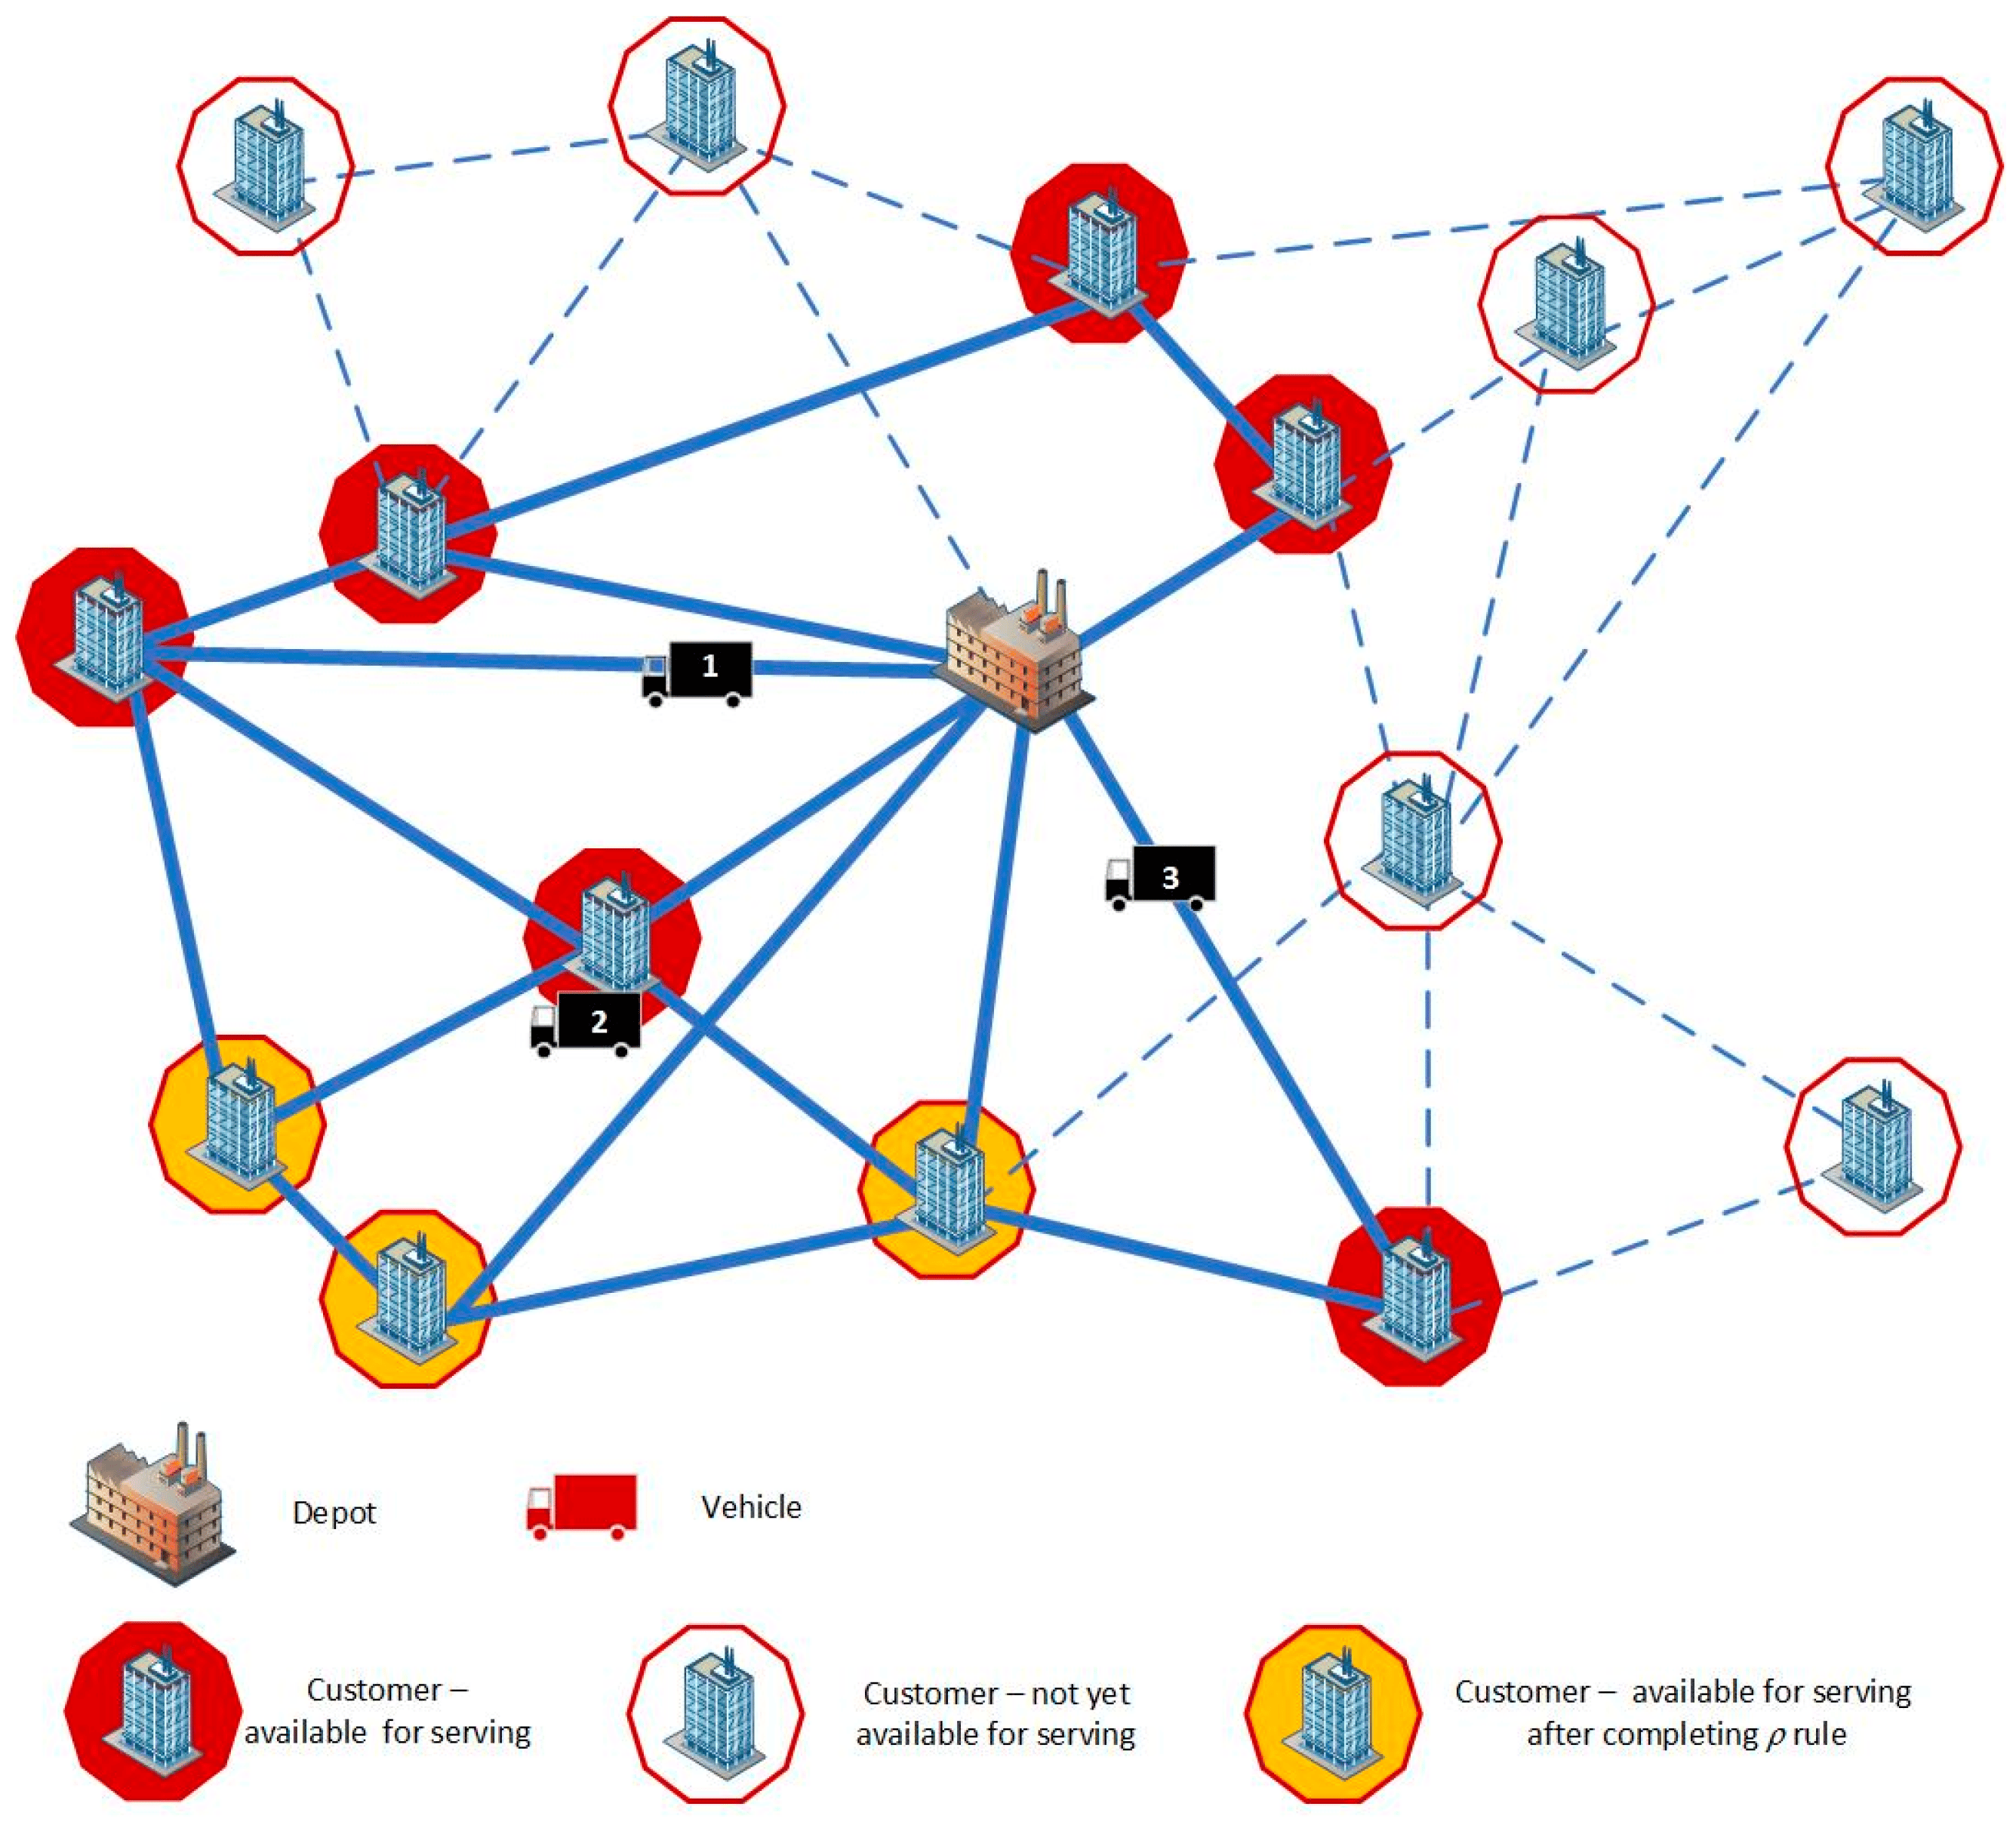 1
3
2
Depot
Vehicle
Customer –
available for serving
Customer – not yet
available for serving
Customer – available for serving
after completing ρ rule